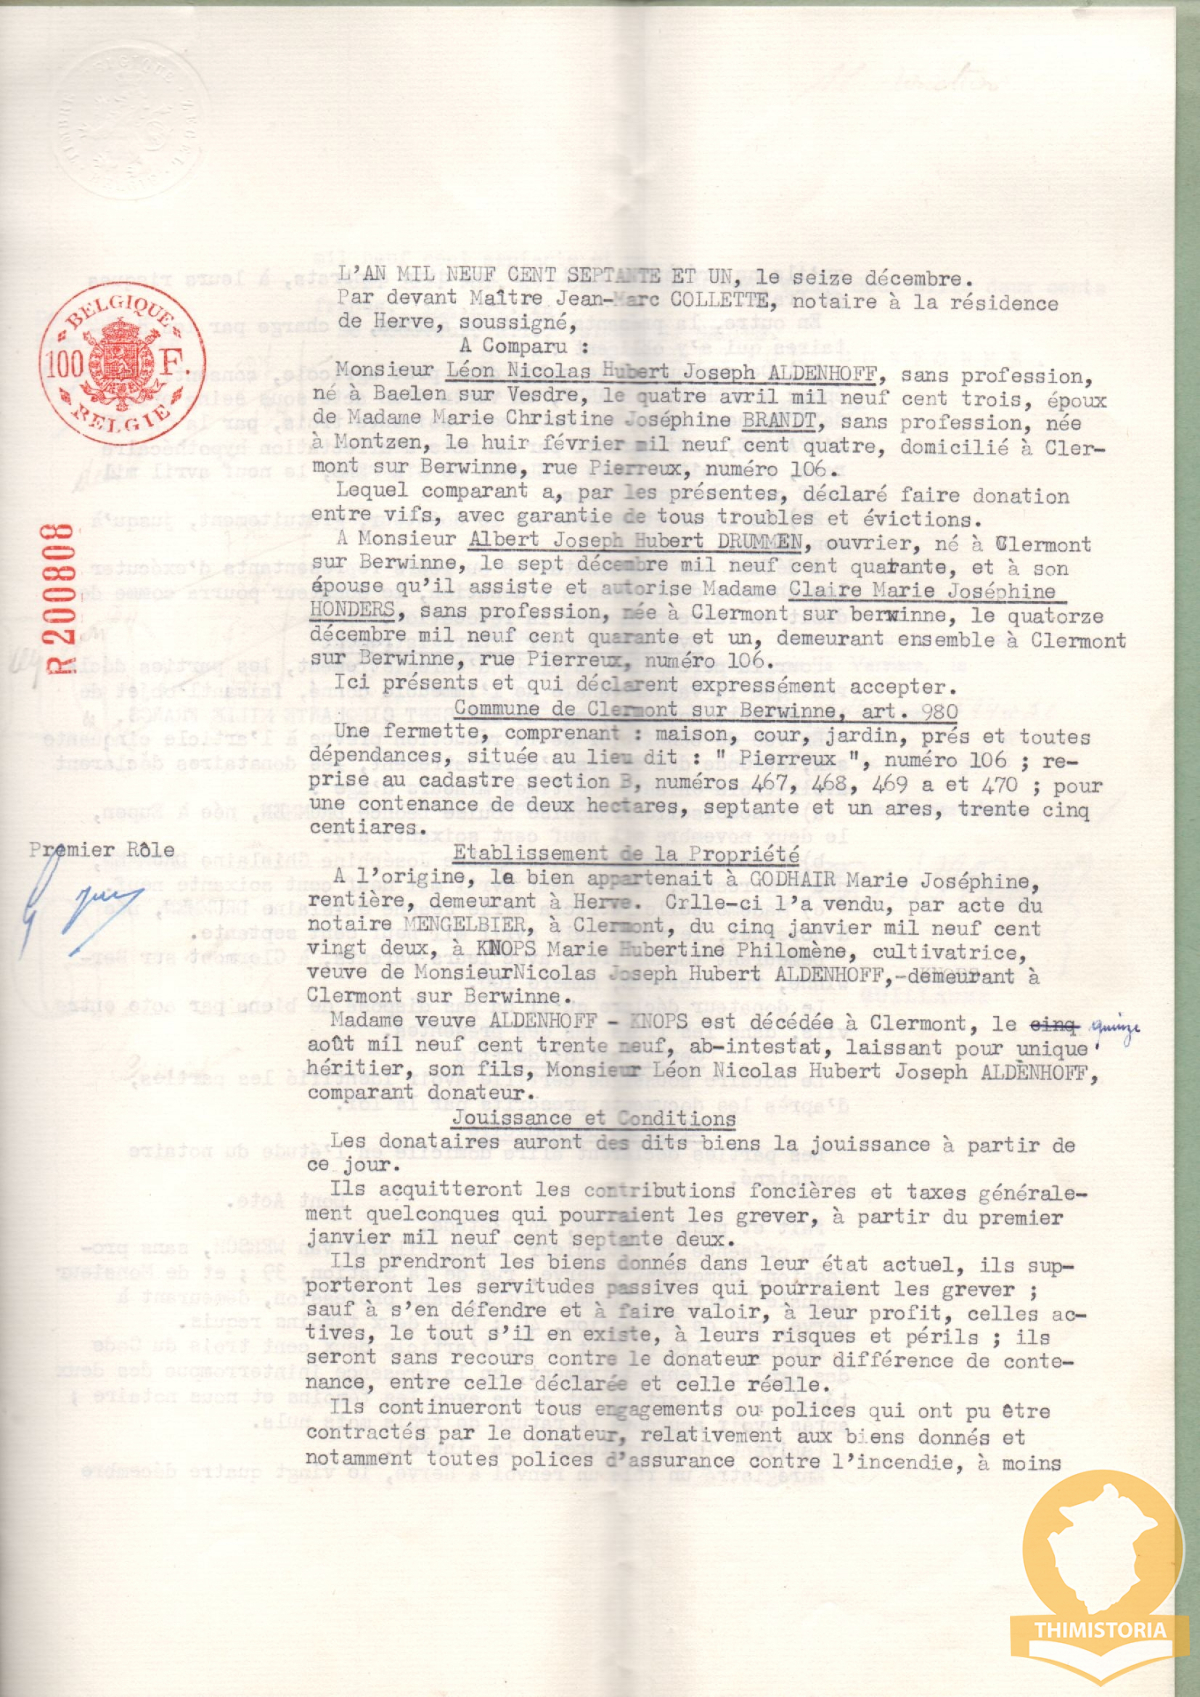 L'AN MIL NEUF CENT SEPTANTE ET UN, le seize décembre.
Par devant Maître Jean-Marc COLLETTE, notaire à la résidence
de Herve, soussigné,
A Comparu :
Monsieur Léon Nicolas Hubert Joseph ALDENHOFF, sans profession,
né à Baelen sur Vesdre, le quatre avril mil neuf cent trois, époux
de Madame Marie Christine Joséphine BRANDT, sans profession, née
à Montzen, le huir février mil neuf cent quatre, domicilié à Cler-
mont sur Berwinne, rue Pierreux, numéro 106.
Lequel comparant a, par les présentes, déclaré faire donation
entre vifs, avec garantie de tous troubles et évictions.
A Monsieur Albert Joseph Hubert DRUMMEN, ouvrier, né à Clermont
sur Berwinne, le sept décembre mil neuf cent quarante, et à son
épouse qu'il assiste et autorise Madame Claire Marie Joséphine
HONDERS, sans profession, née à Clermont sur berwinne, le quatorze
décembre mil neuf cent quarante et un, demeurant ensemble à Clermont
sur Berwinne, rue Pierreux, numéro 106.
Ici présents et qui déclarent expressément accepter.
Commune de Clermont sur Berwinne, art. 980
Une fermette, comprenant : maison, cour, jardin, prés et toutes
dépendances, située au lieu dit : " Pierreux ", numéro 106 ; re-
prise au cadastre section B, numéros 467, 468, 469 a et 470 ; pour
une contenance de deux hectares, septante et un ares, trente cinq
centiares.
Premier Rôle
Etablissement de la Propriété
A l'origine, le bien appartenait à GODHAIR Marie Joséphine,
rentière, demeurant à Herve. Crlle-ci l'a vendu, par acte du
notaire MENGELBIER, à Clermont, du cinq janvier mil neuf cent
vingt deux, à KNOPS Marie Hubertine Philomène, cultivatrice,
veuve de MonsieurNicolas Joseph Hubert ALDENHOFF,-demeurant à
Clermont sur Berwinne.
Madame veuve ALDENHOFF - KNOPS est décédée à Clermont, le cinq quinze
août mil neuf cent trente neuf, ab-intestat, laissant pour unique
héritier, son fils, Monsieur Léon Nicolas Hubert Joseph ALDENHOFF,
comparant donateur.
Jouissance et Conditions
Les donataires auront des dits biens la jouissance à partir de
ce jour.
Ils acquitteront les contributions foncières et taxes générale-
ment quelconques qui pourraient les grever, à partir du premier
janvier mil neuf cent septante deux.
Ils prendront les biens donnés dans leur état actuel, ils sup-
porteront les servitudes passives qui pourraient les grever ;
sauf à s'en défendre et à faire valoir, à leur profit, celles ac-
tives, le tout s'il en existe, à leurs risques et périls ; ils
seront sans recours contre le donateur pour différence de conte-
nance, entre celle déclarée et celle réelle.
Ils continueront tous engagements ou polices qui ont pu être
contractés par le donateur, relativement aux biens donnés et
notamment toutes polices d'assurance contre l'incendie, à moins
BELGIQUE
100 F.
BELGIE
R 200808
THIMISTORIA